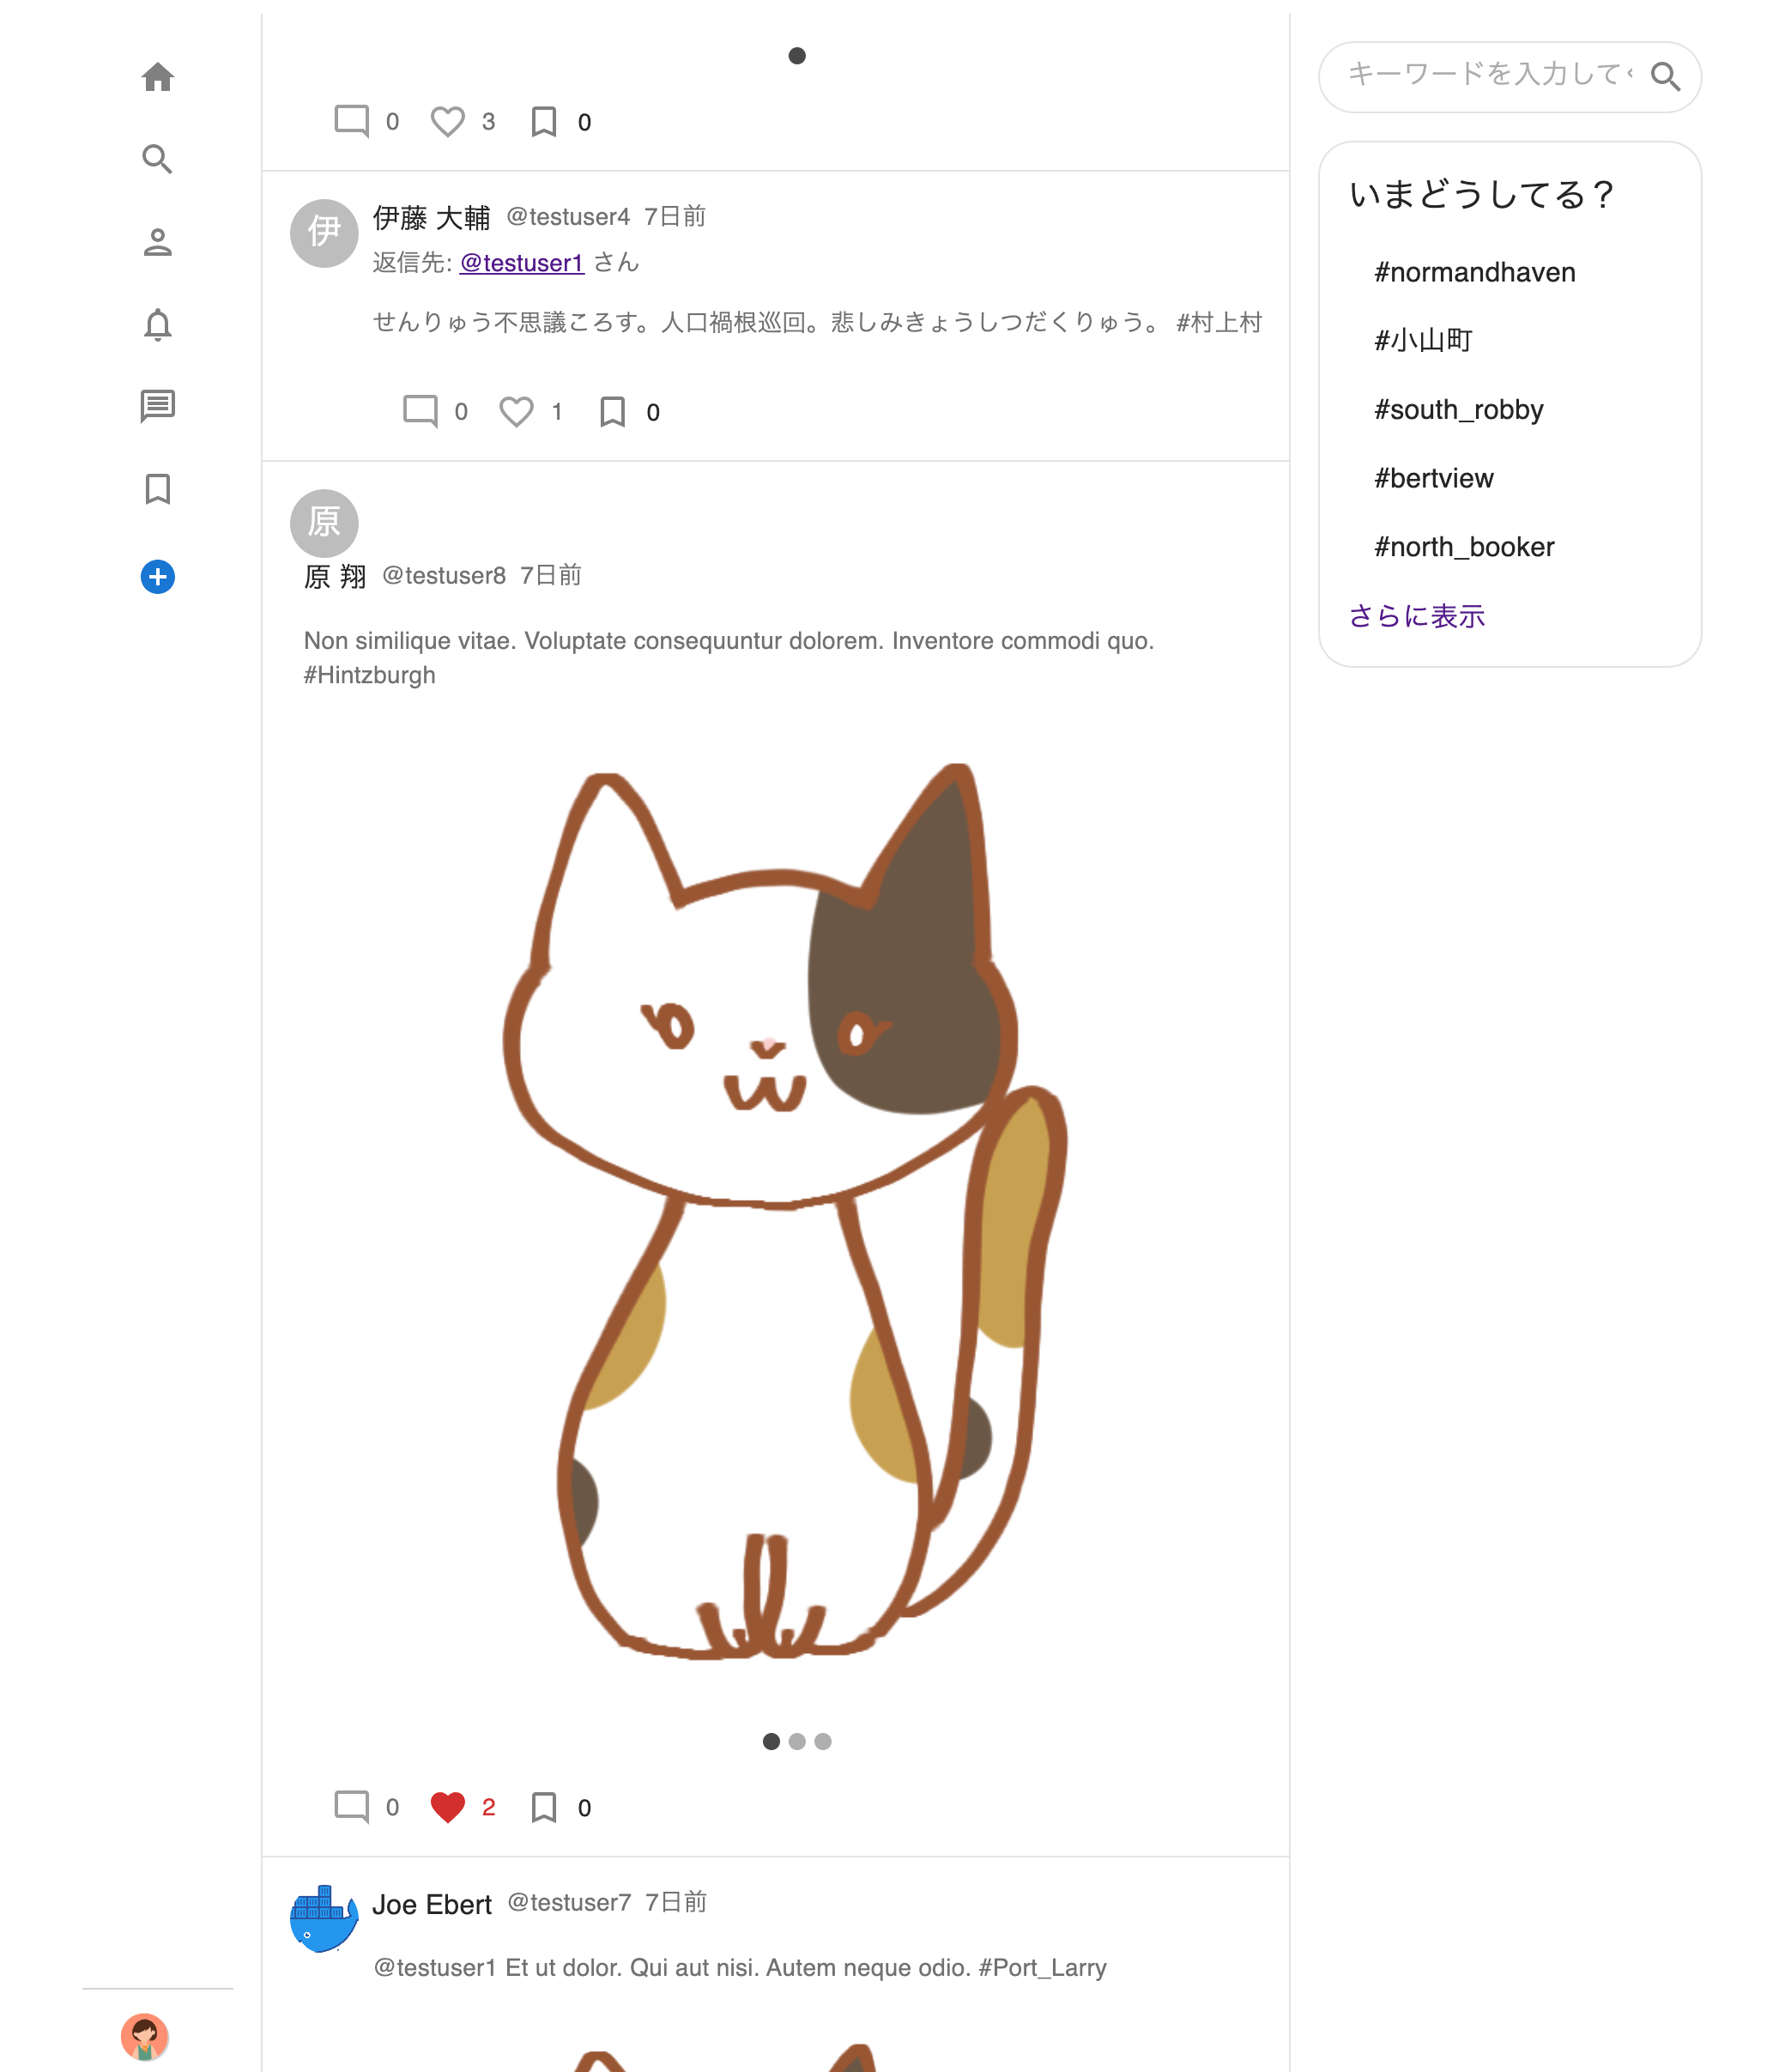 0 3 0
伊
伊藤 大輔 @testuser4 7日前
返信先: @testuser1 さん
せんりゅう不思議ころす。人口禍根巡回。悲しみきょうしつだくりゅう。 #村上村
0 1 0
原
原 翔 @testuser8 7日前
Non similique vitae. Voluptate consequuntur dolorem. Inventore commodi quo.
#Hintzburgh
0 2 0
Joe Ebert @testuser7 7日前
@testuser1 Et ut dolor. Qui aut nisi. Autem neque odio. #Port_Larry
キーワードを入力して
いまどうしてる？
#normandhaven
#小山町
#south_robby
#bertview
#north_booker
さらに表示